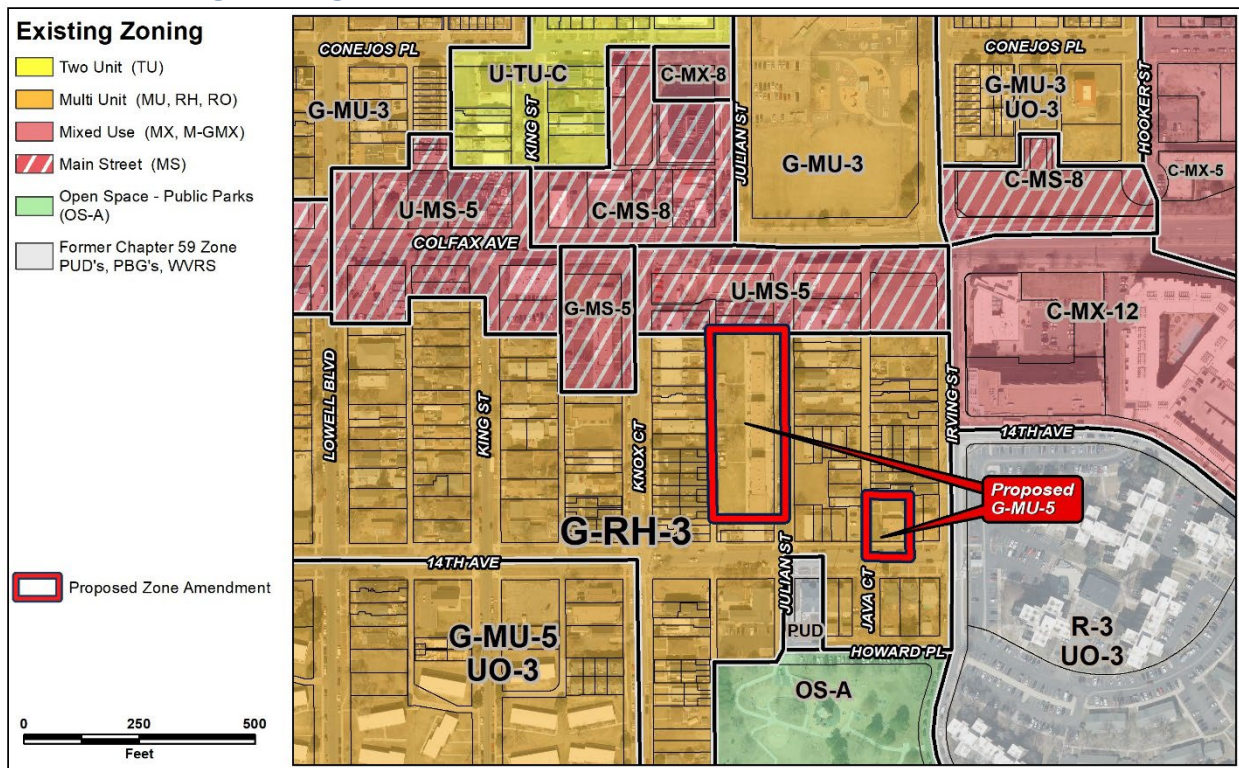 Existing Zoning
Two Unit (TU)
Multi Unit (MU, RH, RO)
Mixed Use (MX, M-GMX)
Main Street (MS)
Open Space - Public Parks
(OS-A)
Former Chapter 59 Zone
PUD's, PBG's, WVRS
Proposed Zone Amendment
0 250 500
Feet
CONEJOS PL
U-TU-C
C-MX-8
CONEJOS PL
G-MU-3
KING ST
JULIAN ST
G-MU-3
UO-3
HOOKER ST
G-MU-3
C-MX-5
U-MS-5
C-MS-8
C-MS-8
COLFAX AVE
G-MS-5
U-MS-5
C-MX-12
LOWELL BLVD
KING ST
KNOX CT
IRVING ST
14TH AVE
Proposed
G-MU-5
G-RH-3
14TH AVE
JULIAN ST
JAVA CT
PUD
HOWARD PL
G-MU-5
UO-3
R-3
UO-3
OS-A